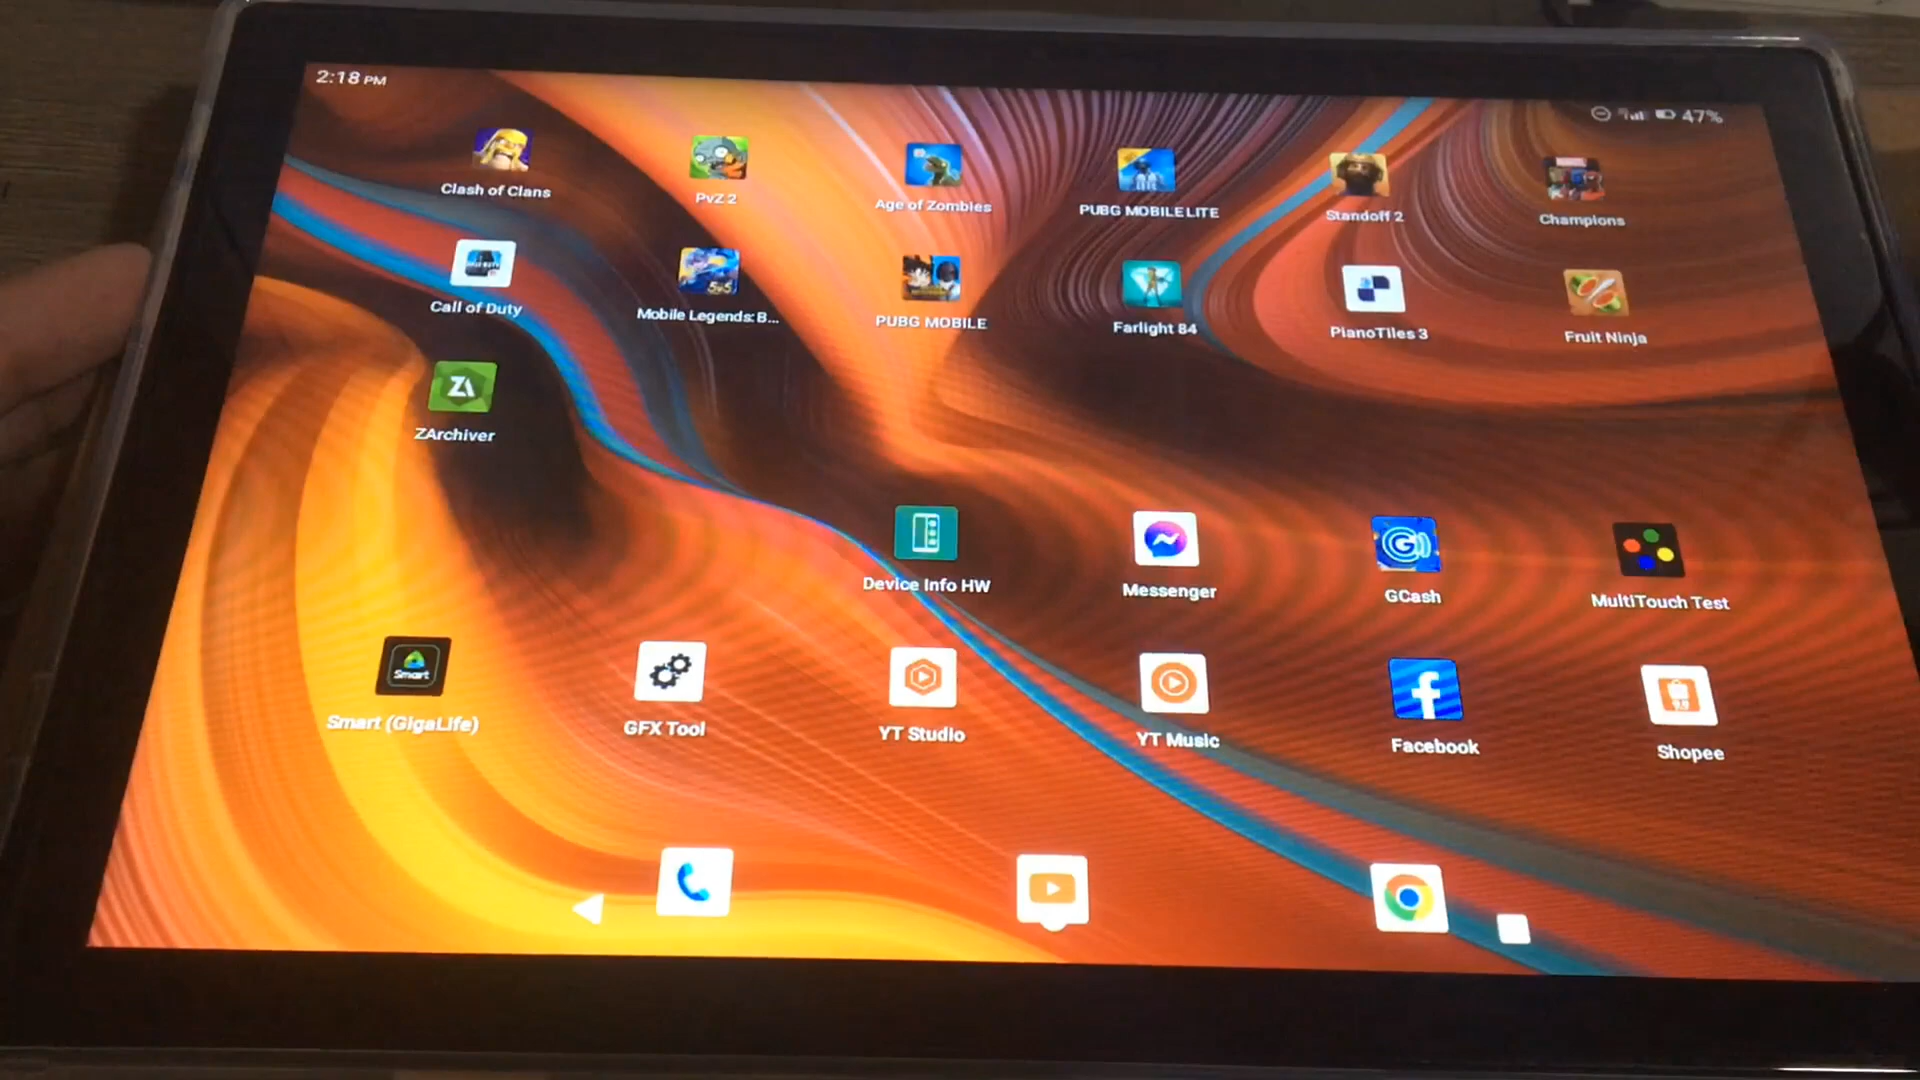 2:18 PM
47%
Clash of Clans
PvZ 2
Age of Zombies
PUBG MOBILE LITE
Standoff 2
Champions
Call of Duty
Mobile Legends: B...
PUBG MOBILE
Farlight 84
PianoTiles 3
Fruit Ninja
ZArchiver
Device Info HW
Messenger
GCash
MultiTouch Test
Smart
Smart (GigaLife)
GFX Tool
YT Studio
YT Music
Facebook
Shopee